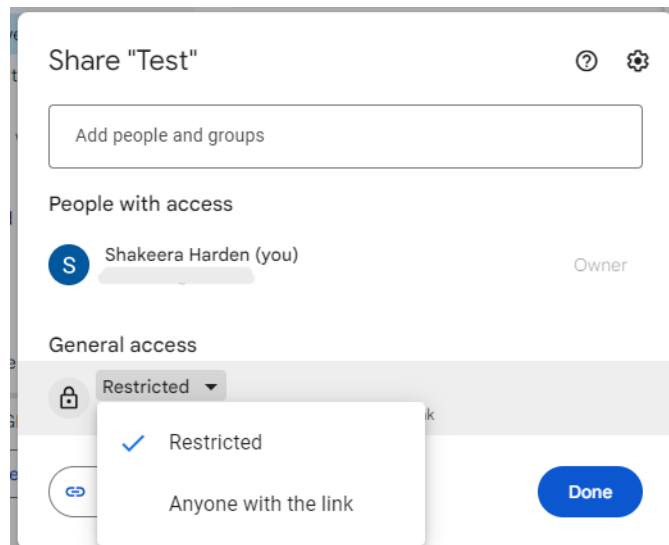 Share "Test"
Add people and groups
People with access
S
Shakeera Harden (you)
Owner
General access
Restricted
Restricted
Anyone with the link
Done